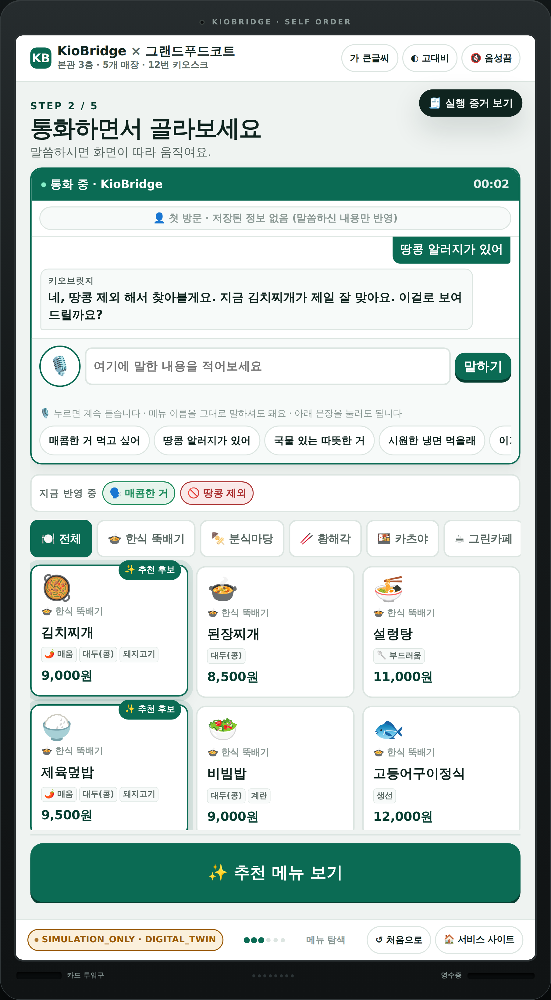 KIOBRIDGE · SELF ORDER
KB
KioBridge × 그랜드푸드코트
본관 3층 · 5개 매장 · 12번 키오스크
가 큰글씨
고대비
음성끔
STEP 2 / 5
실행 증거 보기
통화하면서 골라보세요
말씀하시면 화면이 따라 움직여요.
통화 중 · KioBridge
00:02
첫 방문 · 저장된 정보 없음 (말씀하신 내용만 반영)
땅콩 알러지가 있어
키오브릿지
네, 땅콩 제외 해서 찾아볼게요. 지금 김치찌개가 제일 잘 맞아요. 이걸로 보여
드릴까요?
여기에 말한 내용을 적어보세요
말하기
누르면 계속 듣습니다 · 메뉴 이름을 그대로 말하셔도 돼요 · 아래 문장을 눌러도 됩니다
매콤한 거 먹고 싶어
땅콩 알러지가 있어
국물 있는 따뜻한 거
시원한 냉면 먹을래
지금 반영 중
매콤한 거
땅콩 제외
전체
한식 뚝배기
분식마당
황해각
카츠야
그린카페
추천 후보
한식 뚝배기
김치찌개
매움 대두(콩) 돼지고기
9,000원
한식 뚝배기
된장찌개
대두(콩)
8,500원
한식 뚝배기
설렁탕
부드러움
11,000원
추천 후보
한식 뚝배기
제육덮밥
매움 대두(콩) 돼지고기
9,500원
한식 뚝배기
비빔밥
대두(콩) 계란
9,000원
한식 뚝배기
고등어구이정식
생선
12,000원
추천 메뉴 보기
SIMULATION_ONLY · DIGITAL_TWIN
메뉴 탐색
처음으로
서비스 사이트
카드 투입구
영수증